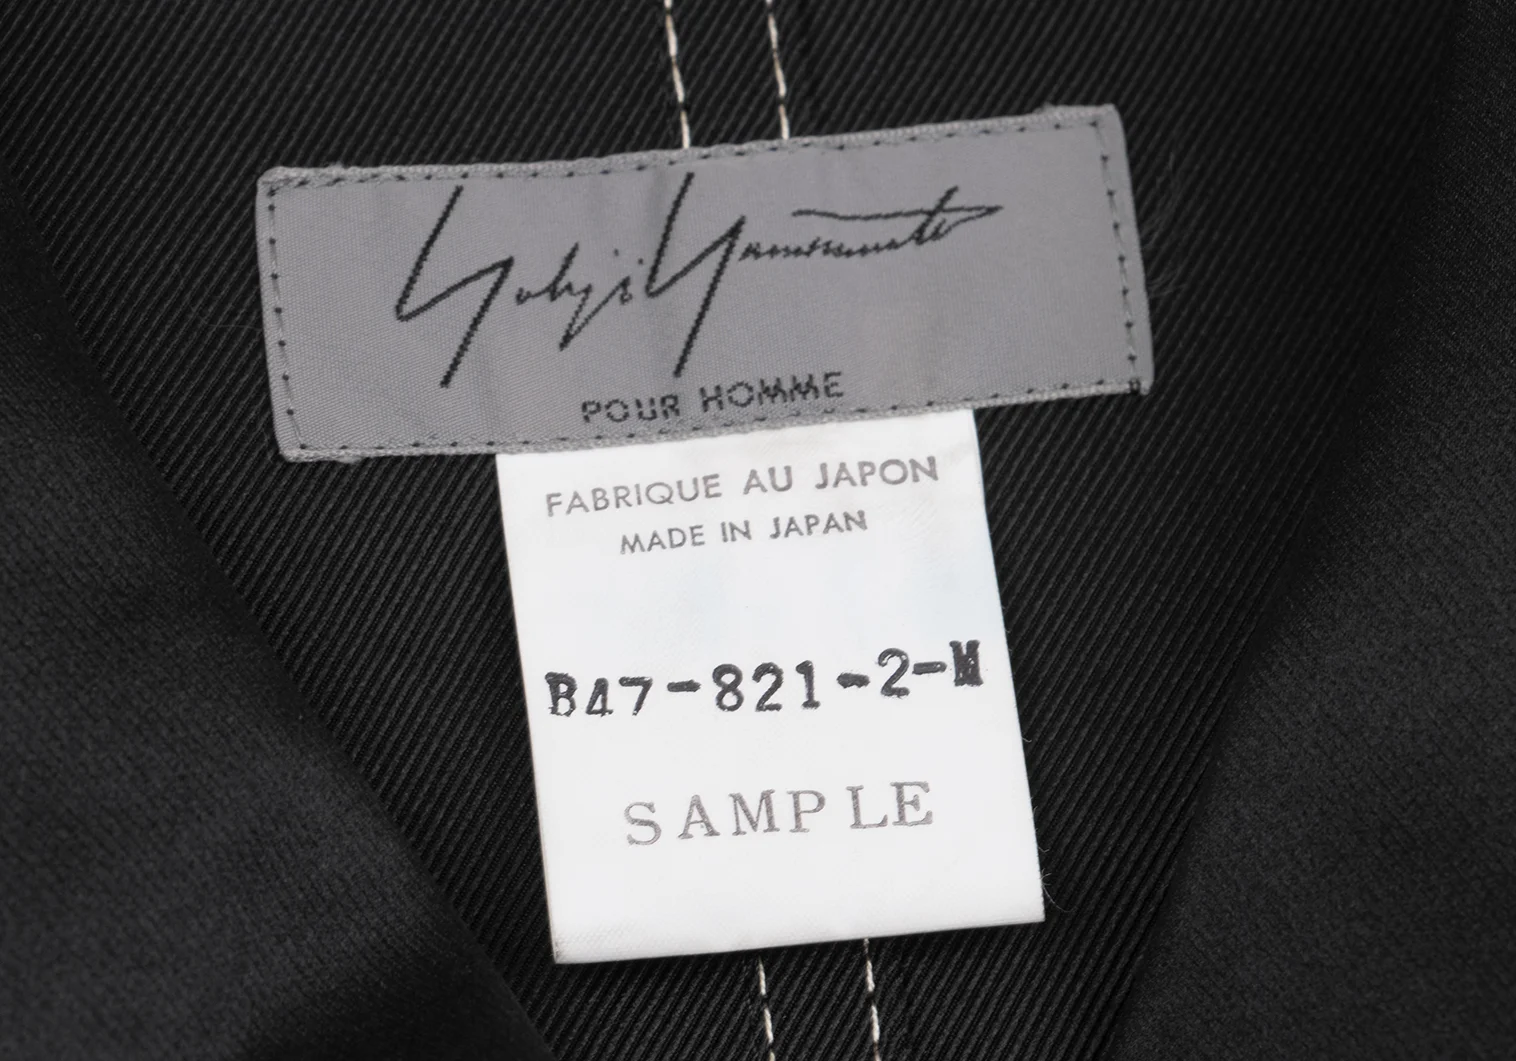 Yohji Yamamoto
POUR HOMME
FABRIQUE AU JAPON
MADE IN JAPAN
B47-821-2-M
SAMPLE